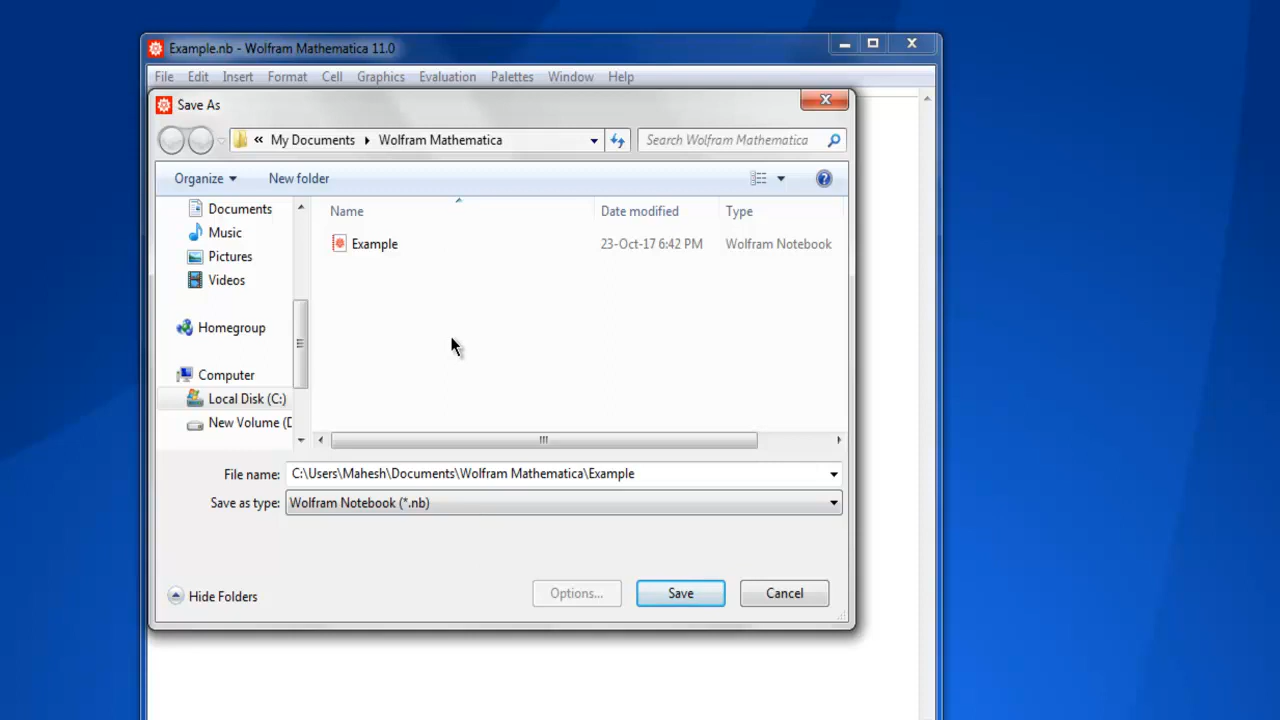 Example.nb - Wolfram Mathematica 11.0
File Edit Insert Format Cell Graphics Evaluation Palettes Window Help
Save As
« My Documents Wolfram Mathematica Search Wolfram Mathematica
Organize New folder
Documents
Music
Pictures
Videos
Homegroup
Computer
Local Disk (C:)
New Volume (D
Name Date modified Type
Example 23-Oct-17 6:42 PM Wolfram Notebook
File name: C:\Users\Mahesh\Documents\Wolfram Mathematica\Example
Save as type: Wolfram Notebook (*.nb)
Hide Folders Options... Save Cancel